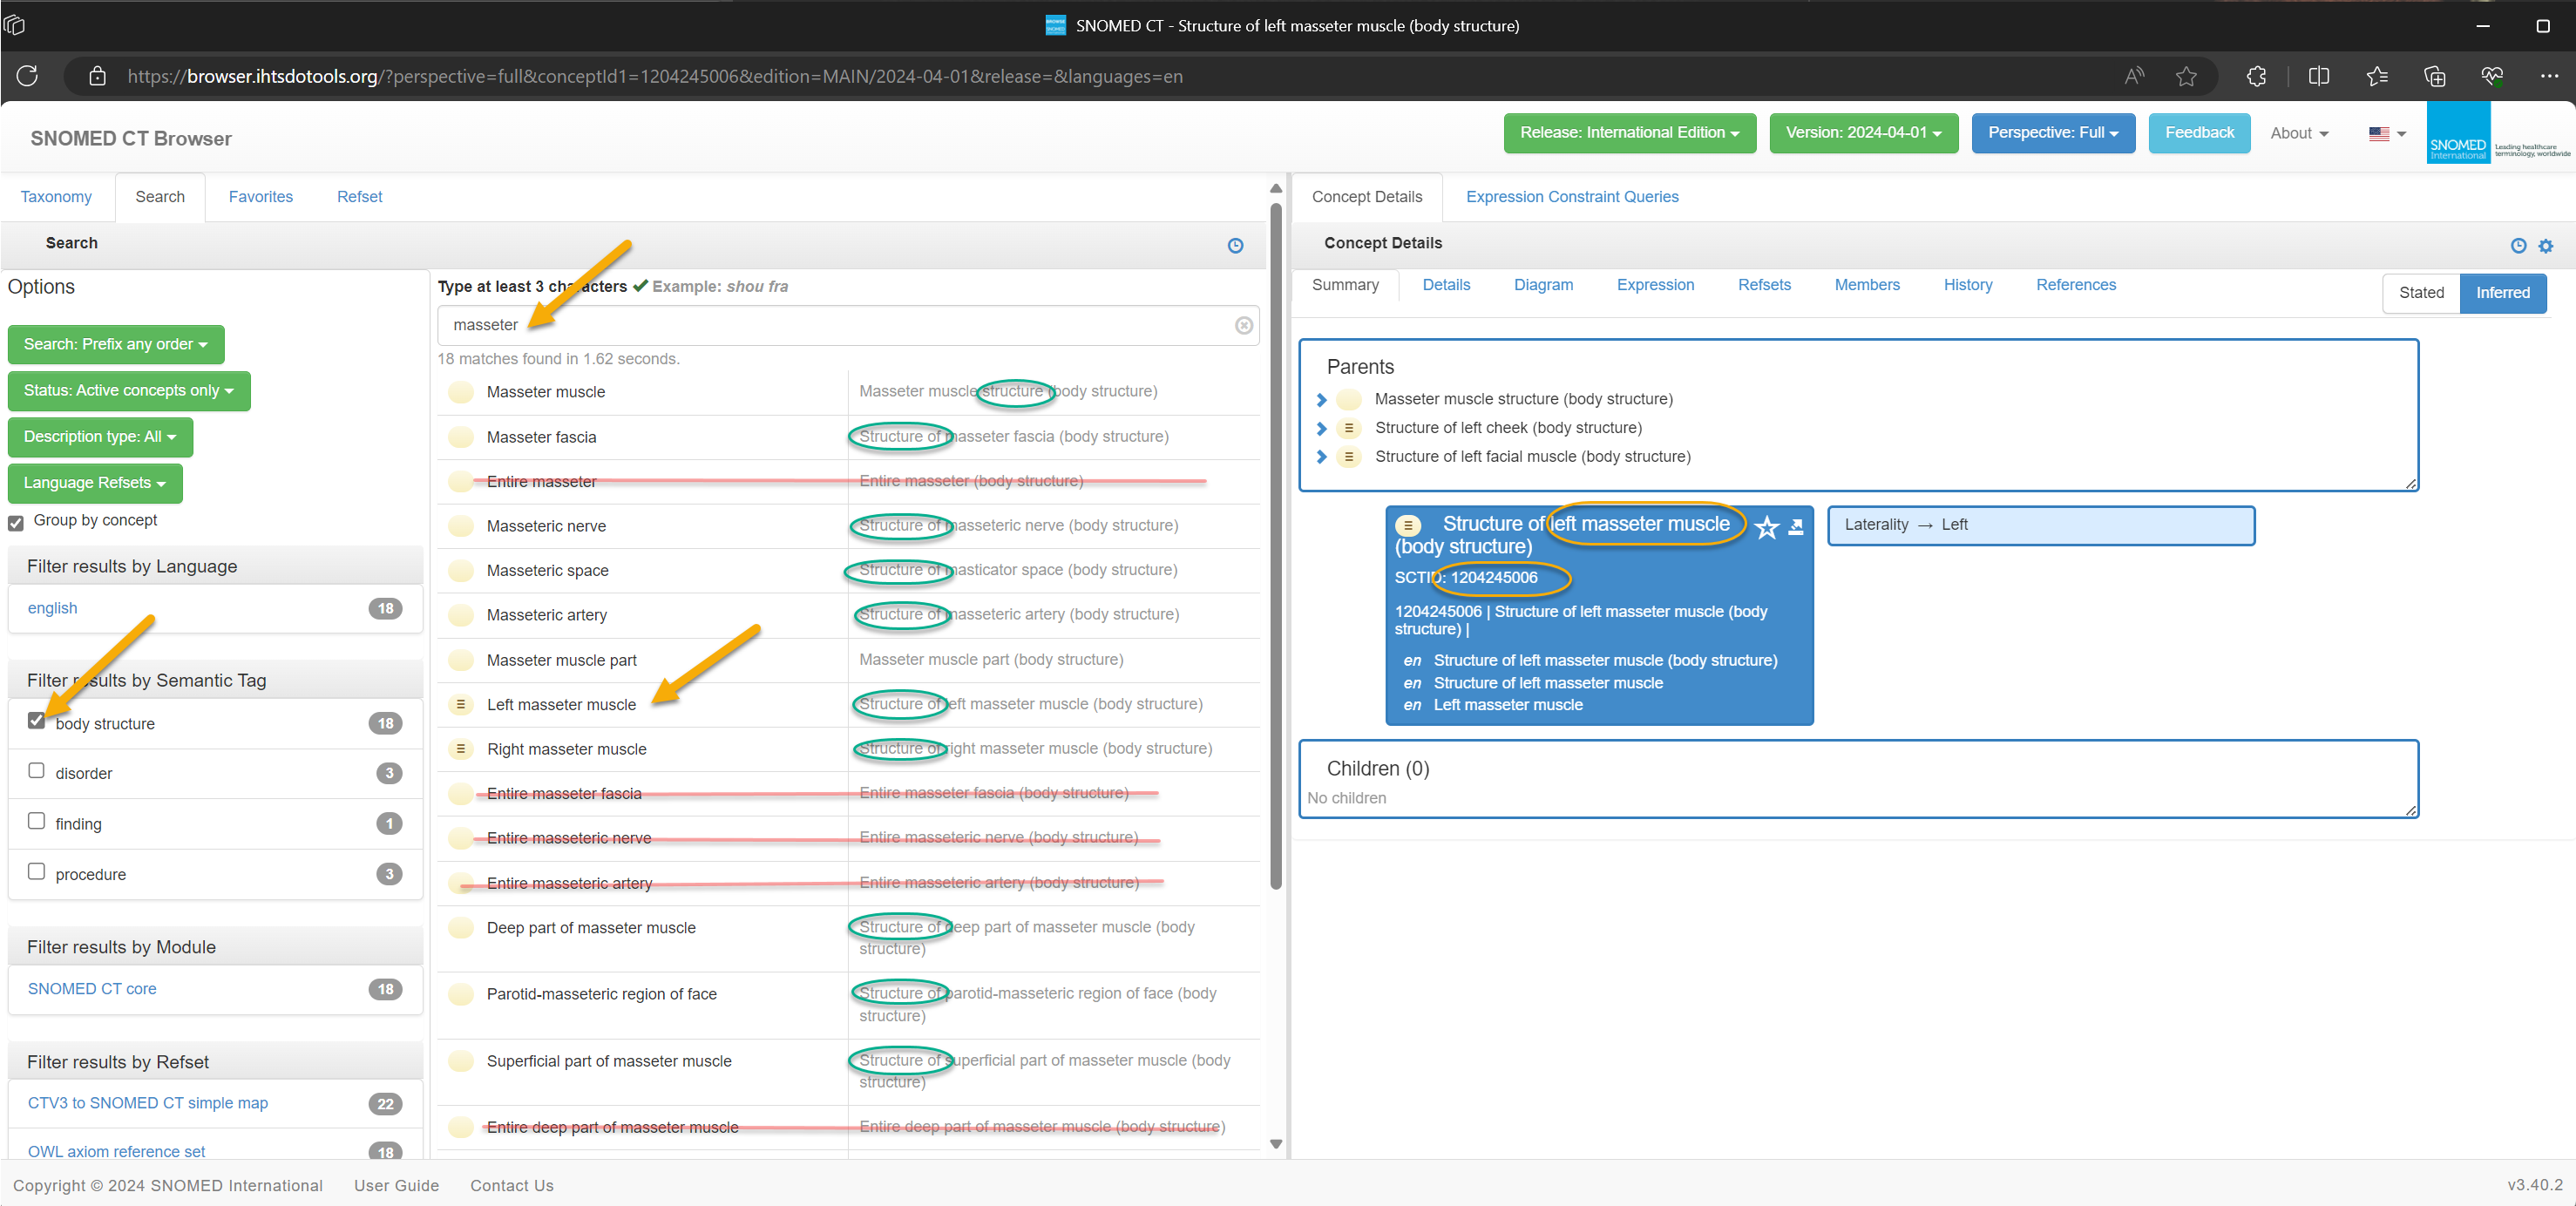 SNOMED CT - Structure of left masseter muscle (body structure)
https://browser.ihtsdotools.org/?perspective=full&conceptId1=1204245006&edition=MAIN/2024-04-01&release=&languages=en
SNOMED CT Browser
Release: International Edition
Version: 2024-04-01
Perspective: Full
Feedback
About
SNOMED
International
Leading healthcare
terminology, worldwide
Taxonomy
Search
Favorites
Refset
Search
Options
Search: Prefix any order
Status: Active concepts only
Description type: All
Language Refsets
Group by concept
Filter results by Language
english 18
Filter results by Semantic Tag
body structure 18
disorder 3
finding 1
procedure 3
Filter results by Module
SNOMED CT core 18
Filter results by Refset
CTV3 to SNOMED CT simple map 22
OWL axiom reference set 18
Type at least 3 characters Example: shou fra
masseter
18 matches found in 1.62 seconds.
Masseter muscle Masseter muscle structure (body structure)
Masseter fascia Structure of masseter fascia (body structure)
Entire masseter Entire masseter (body structure)
Masseteric nerve Structure of masseteric nerve (body structure)
Masseteric space Structure of masticator space (body structure)
Masseteric artery Structure of masseteric artery (body structure)
Masseter muscle part Masseter muscle part (body structure)
Left masseter muscle Structure of left masseter muscle (body structure)
Right masseter muscle Structure of right masseter muscle (body structure)
Entire masseter fascia Entire masseter fascia (body structure)
Entire masseteric nerve Entire masseteric nerve (body structure)
Entire masseteric artery Entire masseteric artery (body structure)
Deep part of masseter muscle Structure of deep part of masseter muscle (body
structure)
Parotid-masseteric region of face Structure of parotid-masseteric region of face (body
structure)
Superficial part of masseter muscle Structure of superficial part of masseter muscle (body
structure)
Entire deep part of masseter muscle Entire deep part of masseter muscle (body structure)
Concept Details
Expression Constraint Queries
Concept Details
Summary
Details
Diagram
Expression
Refsets
Members
History
References
Stated
Inferred
Parents
Masseter muscle structure (body structure)
Structure of left cheek (body structure)
Structure of left facial muscle (body structure)
Structure of left masseter muscle
(body structure)
SCTID: 1204245006
1204245006 | Structure of left masseter muscle (body
structure) |
en Structure of left masseter muscle (body structure)
en Structure of left masseter muscle
en Left masseter muscle
Laterality → Left
Children (0)
No children
Copyright © 2024 SNOMED International
User Guide
Contact Us
v3.40.2